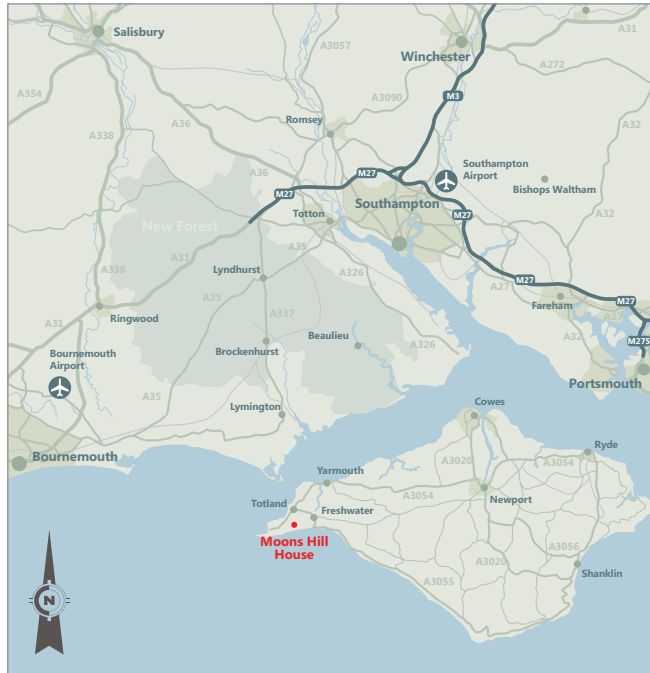 Salisbury
A3057
A31
Winchester
A272
A354
M3
A3090
A338
A36
Romsey
A32
A36
M27
M27
Southampton
Airport
Bishops Waltham
Southampton
New Forest
Totton
M27
A32
A35
A31
A338
Lyndhurst
A326
M27
A27
A35
M27
Fareham
A27
A337
Ringwood
A31
Beaulieu
A32
M275
Brockenhurst
A326
Bournemouth
Airport
Portsmouth
A35
Lymington
Cowes
Bournemouth
A3020
Ryde
A3054
Yarmouth
A3054
Newport
Totland
Freshwater
Moons Hill
House
A3056
A3020
Shanklin
A3055
N